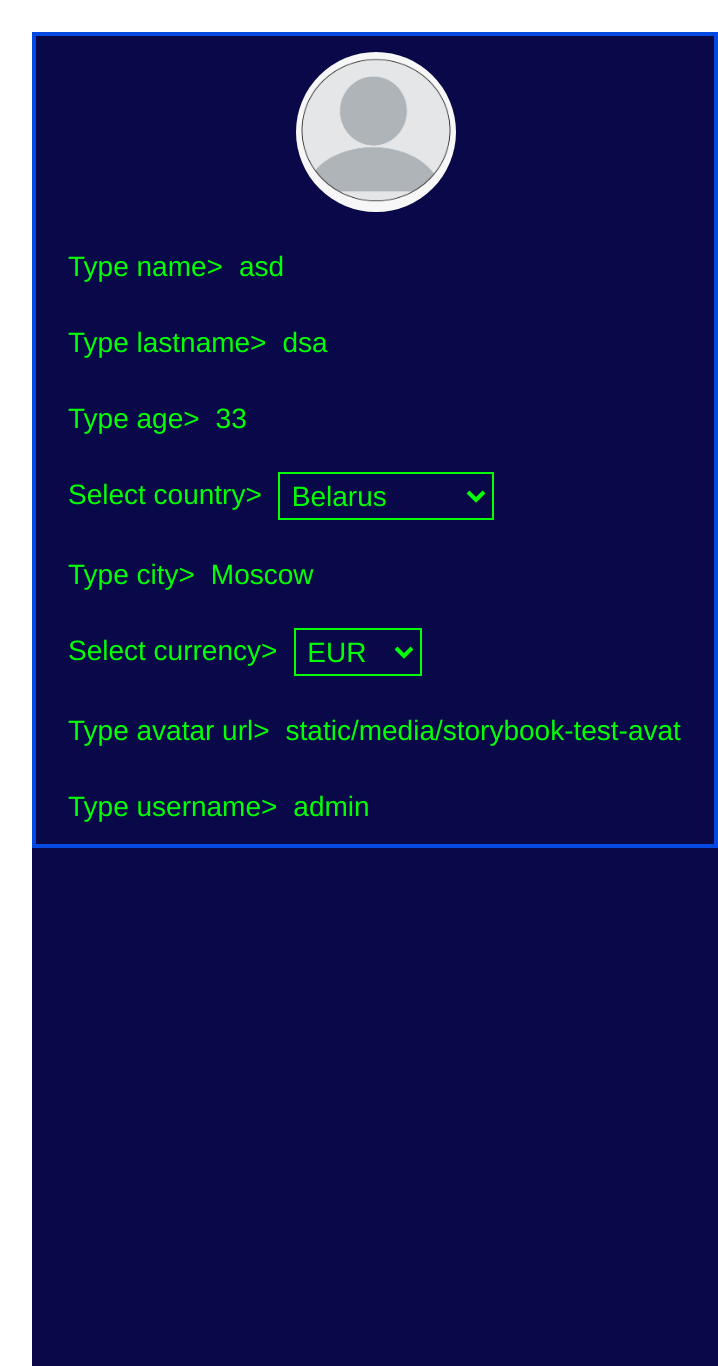 Type name> asd
Type lastname> dsa
Type age> 33
Select country> Belarus
Type city> Moscow
Select currency> EUR
Type avatar url> static/media/storybook-test-avat
Type username> admin